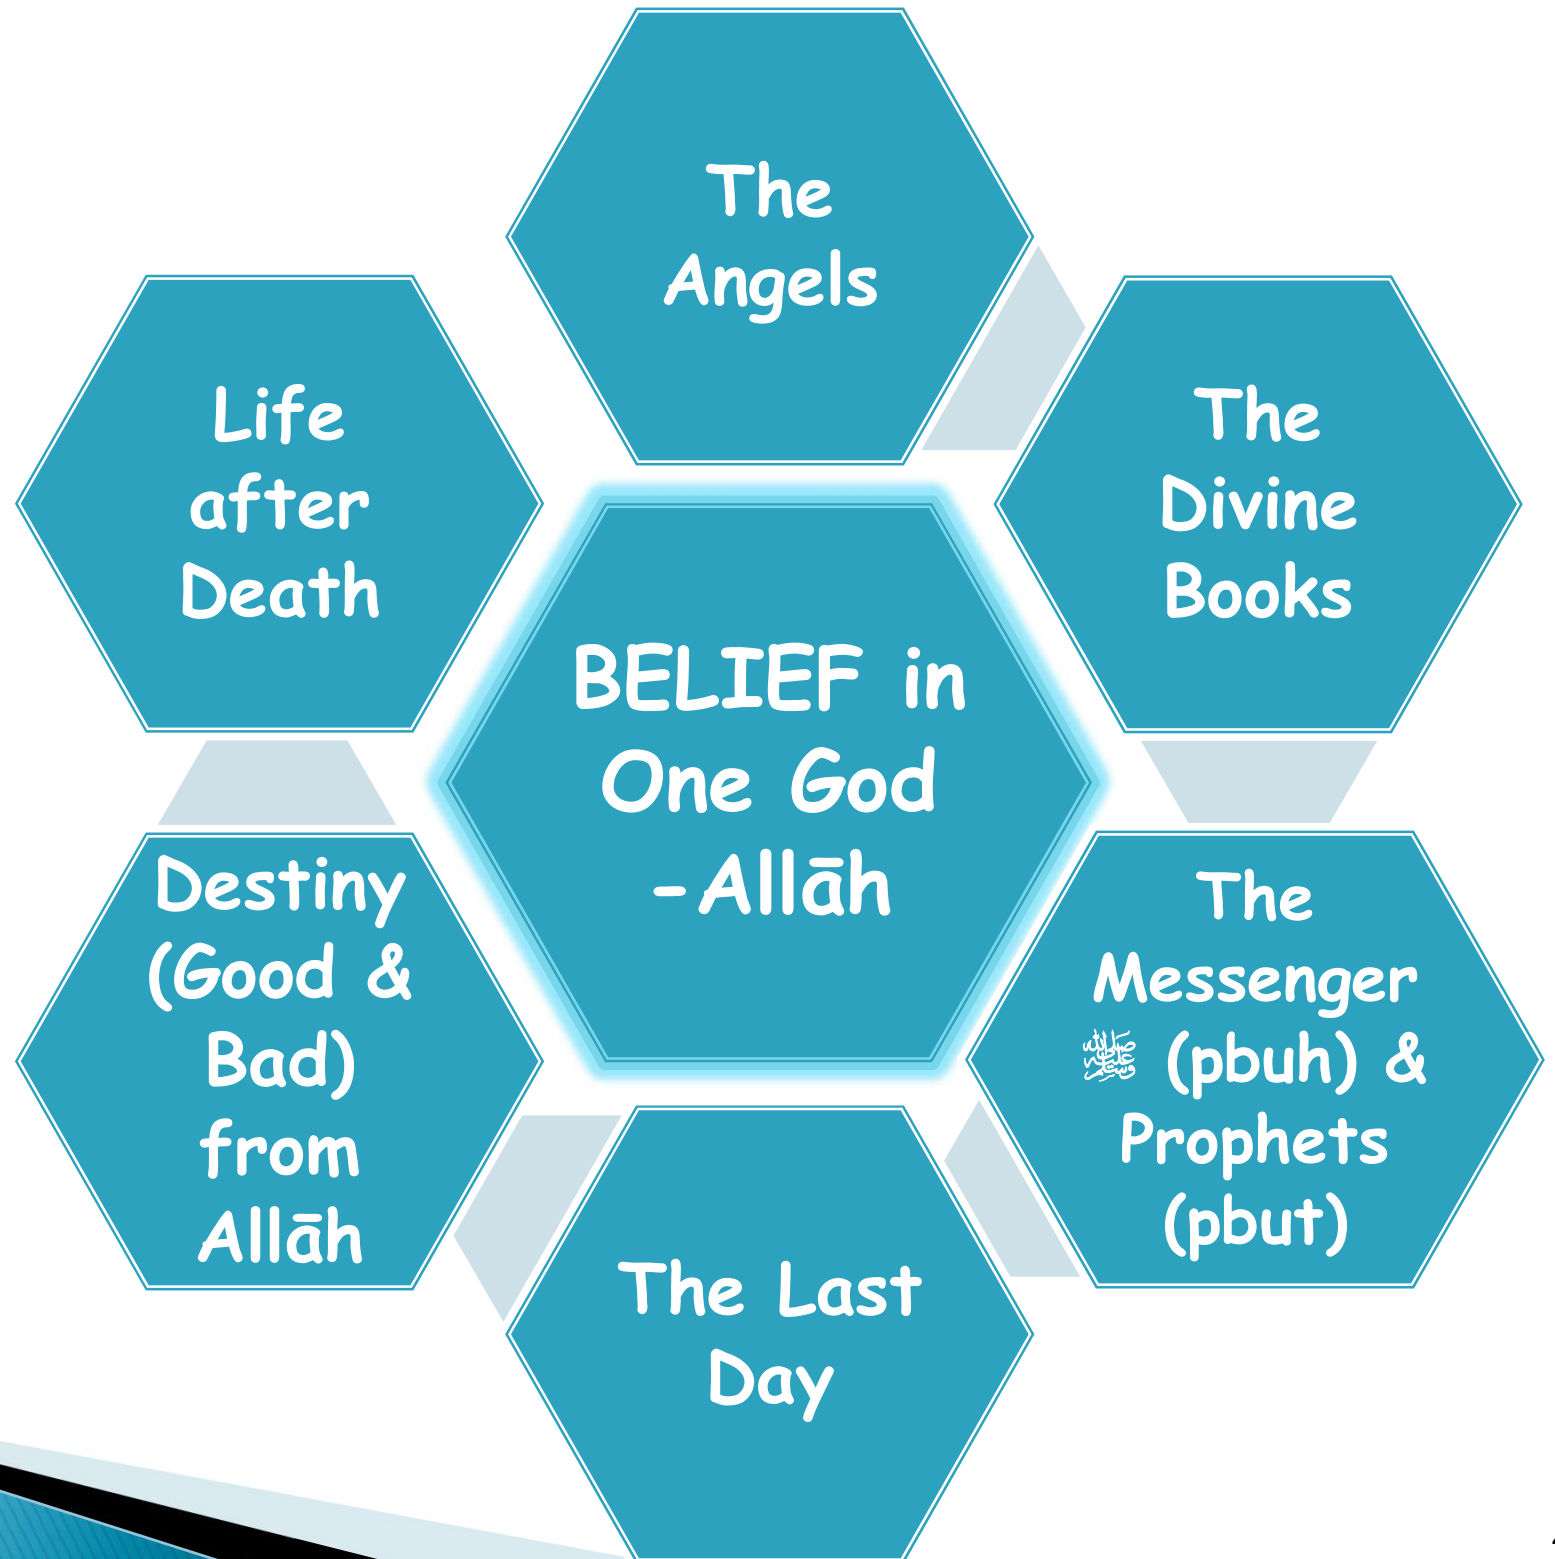 The
Angels
The
Divine
Books
The
Messenger
ﷺ (pbuh) &
Prophets
(pbut)
The Last
Day
Destiny
(Good &
Bad)
from
Allāh
Life
after
Death
BELIEF in
One God
-Allāh